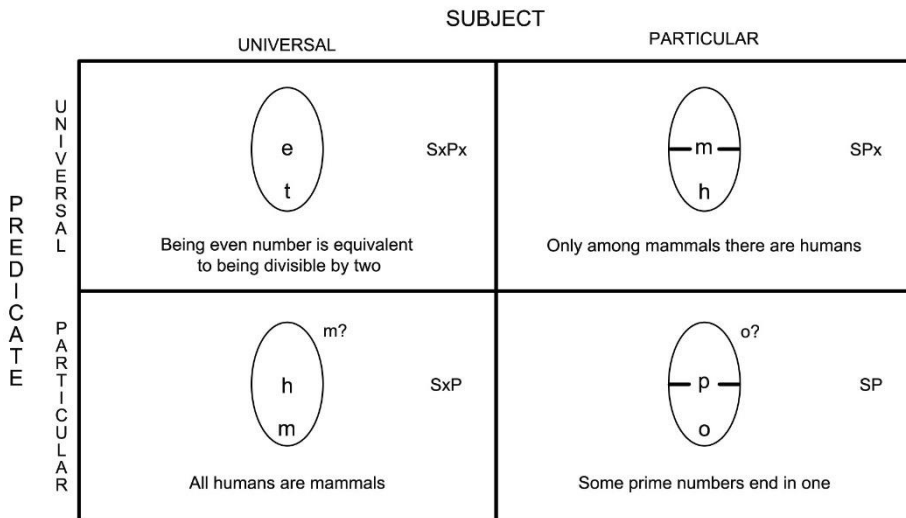 SUBJECT
UNIVERSAL
PARTICULAR
PREDICATE
UNIVERSAL
e
t
SxPx
Being even number is equivalent
to being divisible by two
m
h
SPx
Only among mammals there are humans
PARTICULAR
m?
h
m
SxP
All humans are mammals
o?
p
o
SP
Some prime numbers end in one